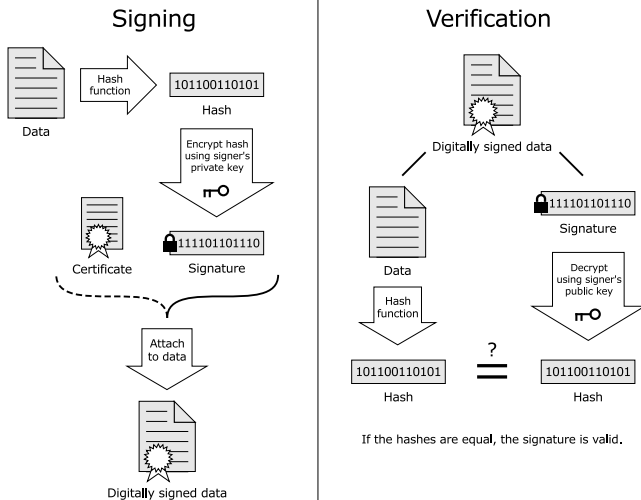 Signing
Hash
function
Data
101100110101
Hash
Encrypt hash
using signer's
private key
Certificate
111101101110
Signature
Attach
to data
Digitally signed data
Verification
Digitally signed data
Data
111101101110
Signature
Hash
function
Decrypt
using signer's
public key
?
101100110101
Hash
=
101100110101
Hash
If the hashes are equal, the signature is valid.